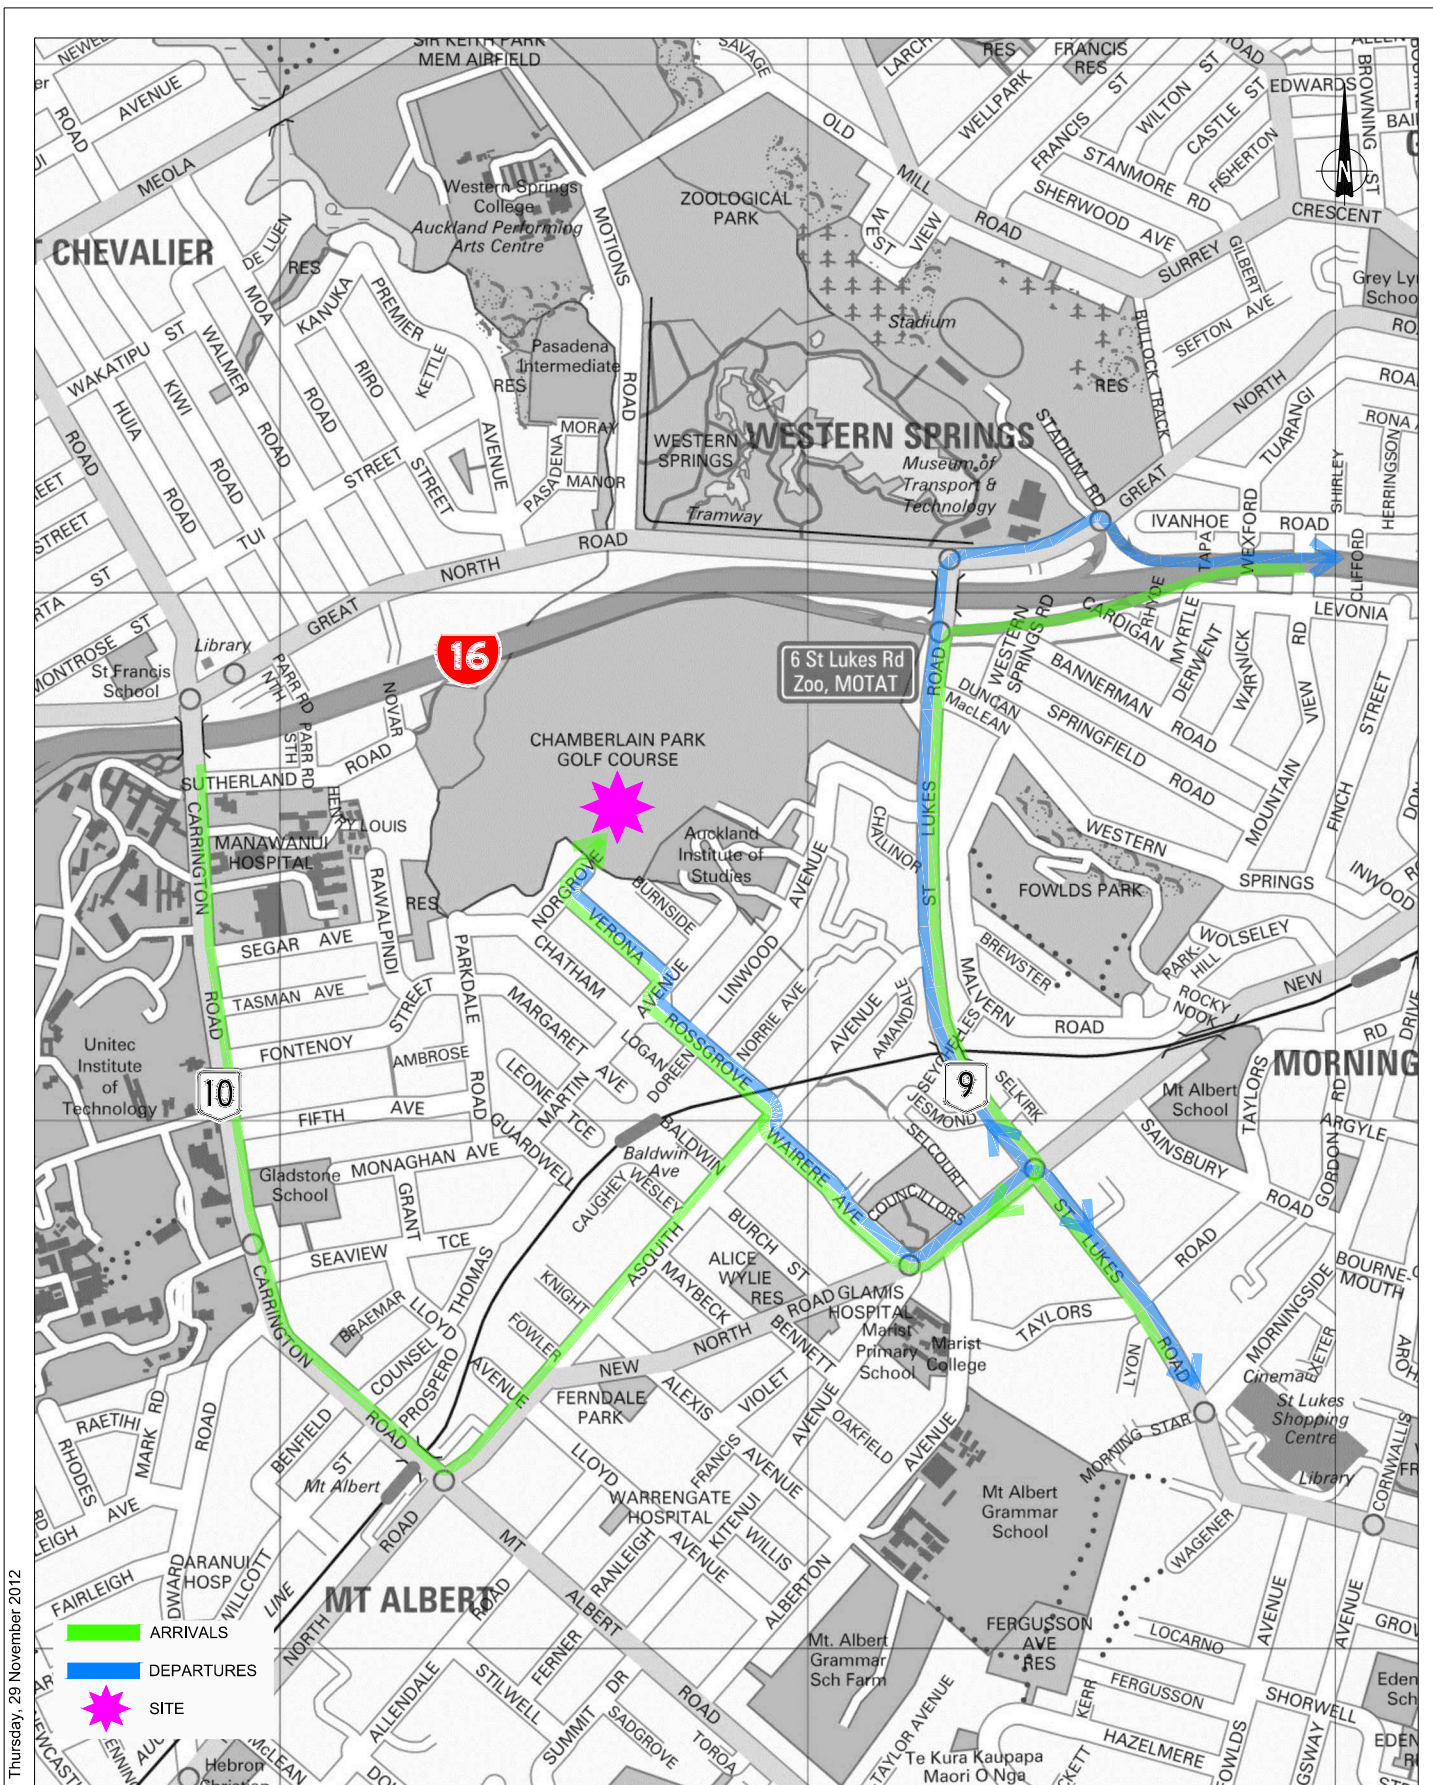 SIR KEITH PARK
MEM AIRFIELD
SAVAGE
LARCH
RES
FRANCIS
RES
ROAD
EDWARDS
BROWNING
ST
AVENUE
ROAD
MEOLA
OLD
MILL
ROAD
WELLPARK
FRANCIS
ST
WILTON
ST
CASTLE ST
FISHERTON
STANMORE RD
SHERWOOD AVE
SURREY
CRESCENT
N
Western Springs
College
Auckland Performing
Arts Centre
ZOOLOGICAL
PARK
WEST
VIEW
CHEVALIER
DE LUEN
RES
MOTIONS
ROAD
GILBERT
SEFTON AVE
MOA
KANUKA
PREMIER
KETTLE
RIRO
WAKATIPU ST
WALMER
ROAD
KIWI
ROAD
HUIA
ROAD
Pasadena
Intermediate
RES
Stadium
BULLOCK TRACK
RES
GREAT
NORTH
TUARANGI
SHIRLEY
HERRINGSON
AVENUE
MORAY
PASADENA
MANOR
STREET
STREET
TUI
WESTERN
SPRINGS
WESTERN SPRINGS
Museum of
Transport &
Technology
Tramway
STADIUM RD
IVANHOE
ROAD
TAPA
WEXFORD
CLIFFORD
LEVONIA
GREAT
NORTH
ROAD
MONTROSE ST
St Francis
School
Library
16
6 St Lukes Rd
Zoo, MOTAT
CARDIGAN
RHYDE
MYRTLE
DERWENT
WARWICK
WESTERN
SPRINGS RD
BANNERMAN
ROAD
DUNCAN
MacLEAN
SPRINGFIELD
ROAD
MOUNTAIN
VIEW
RD
FINCH
STREET
PARR RD
NTH
PARR RD
STH
NOVAR
SUTHERLAND
ROAD
HENRY
LOUIS
MANAWANUI
HOSPITAL
CHAMBERLAIN PARK
GOLF COURSE
Auckland
Institute of
Studies
CHALLINOR
ST
LUKES
ROAD
FOWLDS PARK
WESTERN
SPRINGS
INWOOD
CARRINGTON
ROAD
RAWALPINDI
RES
SEGAR AVE
TASMAN AVE
FONTENOY
STREET
AMBROSE
FIFTH AVE
PARKDALE
ROAD
NORGROVE
VERONA
AVENUE
BURNSIDE
LINWOOD
AVENUE
CHATHAM
MARGARET
AVE
LOGAN
DOREEN
ROSSGROVE
NORRIE AVE
AVENUE
AMANDALE
SEYCHELLES
MALVERN
ROAD
BREWSTER
PARK-
HILL
WOLSELEY
ROCKY
NOOK
NEW
RD
DRIVE
Unitec
Institute
of
Technology
10
9
SELKIRK
JESMOND
SELCOURT
LEONE
MARTIN
TCE
GUARDWELL
BALDWIN
Baldwin
Ave
CAUGHEY
WESLEY
WAIRERE
AVE
COUNCILLORS
Mt Albert
School
TAYLORS
MORNING
ARGYLE
GORDON
RD
SAINSBURY
ROAD
Gladstone
School
MONAGHAN AVE
GRANT
SEAVIEW
TCE
CARRINGTON
ROAD
BRAEMAR
LLOYD
COUNSEL
PROSPERO
THOMAS
KNIGHT
FOWLER
ASQUITH
AVENUE
BURCH
ST
MAYBECK
ALICE
WYLIE
RES
NEW
NORTH
ROAD
GLAMIS
HOSPITAL
Marist
Primary
School
Marist
College
BENNETT
VIOLET
ALEXIS
ST LUKES
ROAD
TAYLORS
ROAD
LYON
MORNINGSIDE
EXETER
BOURNE-
MOUTH
Cinema
St Lukes
Shopping
Centre
Library
CORNWALLIS
MORNING STAR
RAETIHI
RHODES
MARK RD
ROAD
BENFIELD
ST
Mt Albert
FERNDALE
PARK
FRANCIS
AVENUE
AVENUE
OAKFIELD
AVENUE
LLOYD
WARRENGATE
HOSPITAL
RANLEIGH
AVENUE
KITENUI
WILLIS
ALBERTON
Mt Albert
Grammar
School
WAGENER
FAIRLEIGH
AVE
WILLCOTT
LINE
MT ALBERT
MT
ALBERT
ROAD
ROAD
NORTH
ROAD
Mt. Albert
Grammar
Sch Farm
FERGUSSON
AVE
RES
LOCARNO
AVENUE
AVENUE
FERGUSSON
SHORWELL
HAZELMERE
KERR
TAYLOR AVENUE
Te Kura Kaupapa
Maori O Nga
ALLENDALE
STILWELL
FERNER
SUMMIT DR
SADGROVE
TOROA
McLEAN
Hebron
Christian
ARRIVALS
DEPARTURES
SITE
Thursday, 29 November 2012